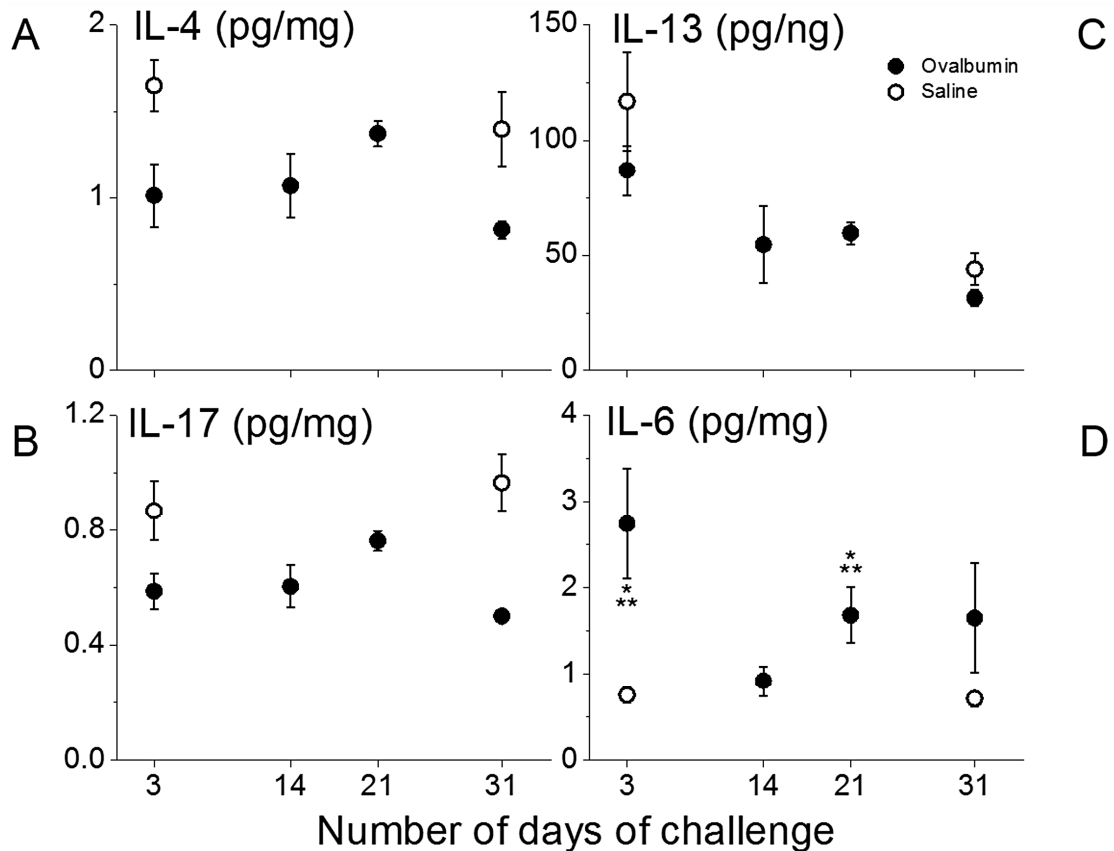 A
IL-4 (pg/mg)
2
1
0
IL-13 (pg/ng)
C
150
100
50
0
Ovalbumin
Saline
B
IL-17 (pg/mg)
1.2
0.8
0.4
0.0
3 14 21 31
IL-6 (pg/mg)
D
4
3
2
1
0
*
**
*
**
3 14 21 31
Number of days of challenge